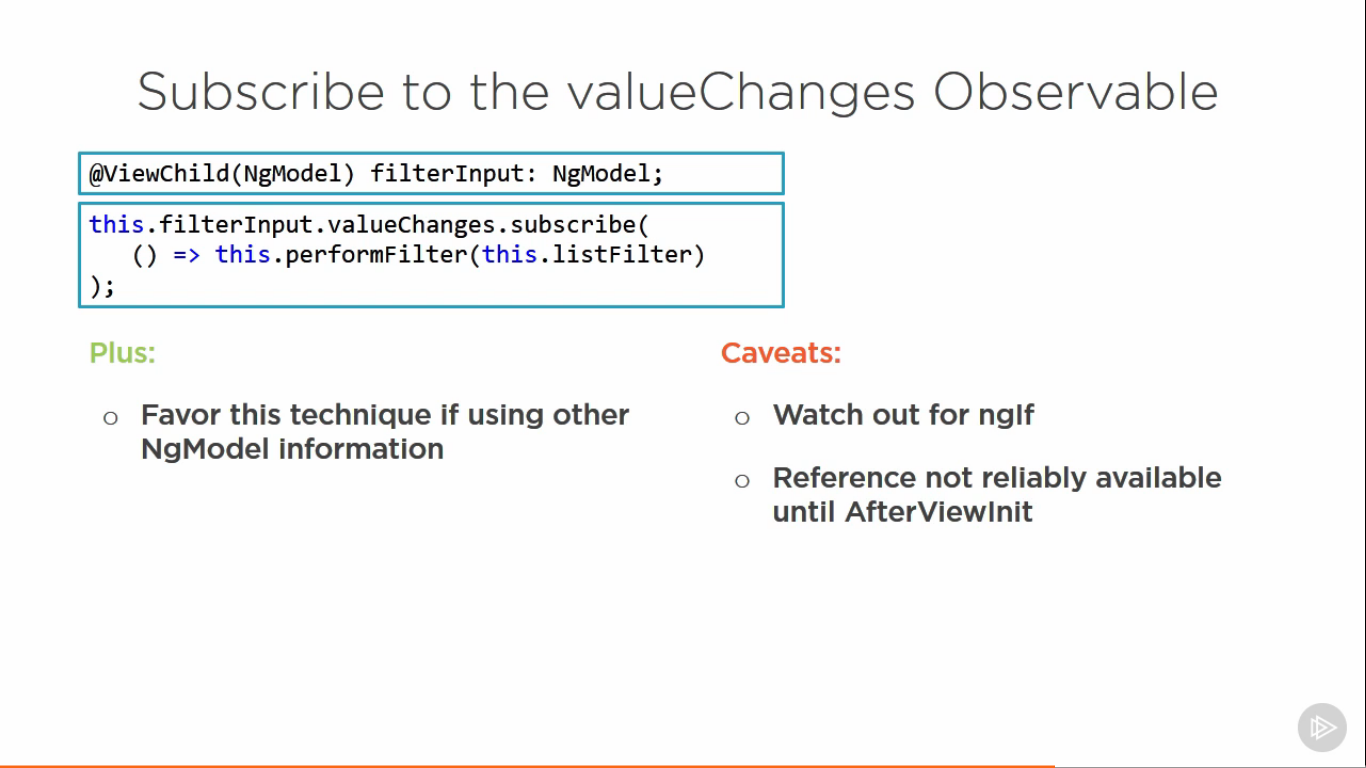 Subscribe to the valueChanges Observable
@ViewChild(NgModel) filterInput: NgModel;
this.filterInput.valueChanges.subscribe(
() => this.performFilter(this.listFilter)
);
Plus:
o Favor this technique if using other
NgModel information
Caveats:
o Watch out for ngIf
o Reference not reliably available
until AfterViewInit